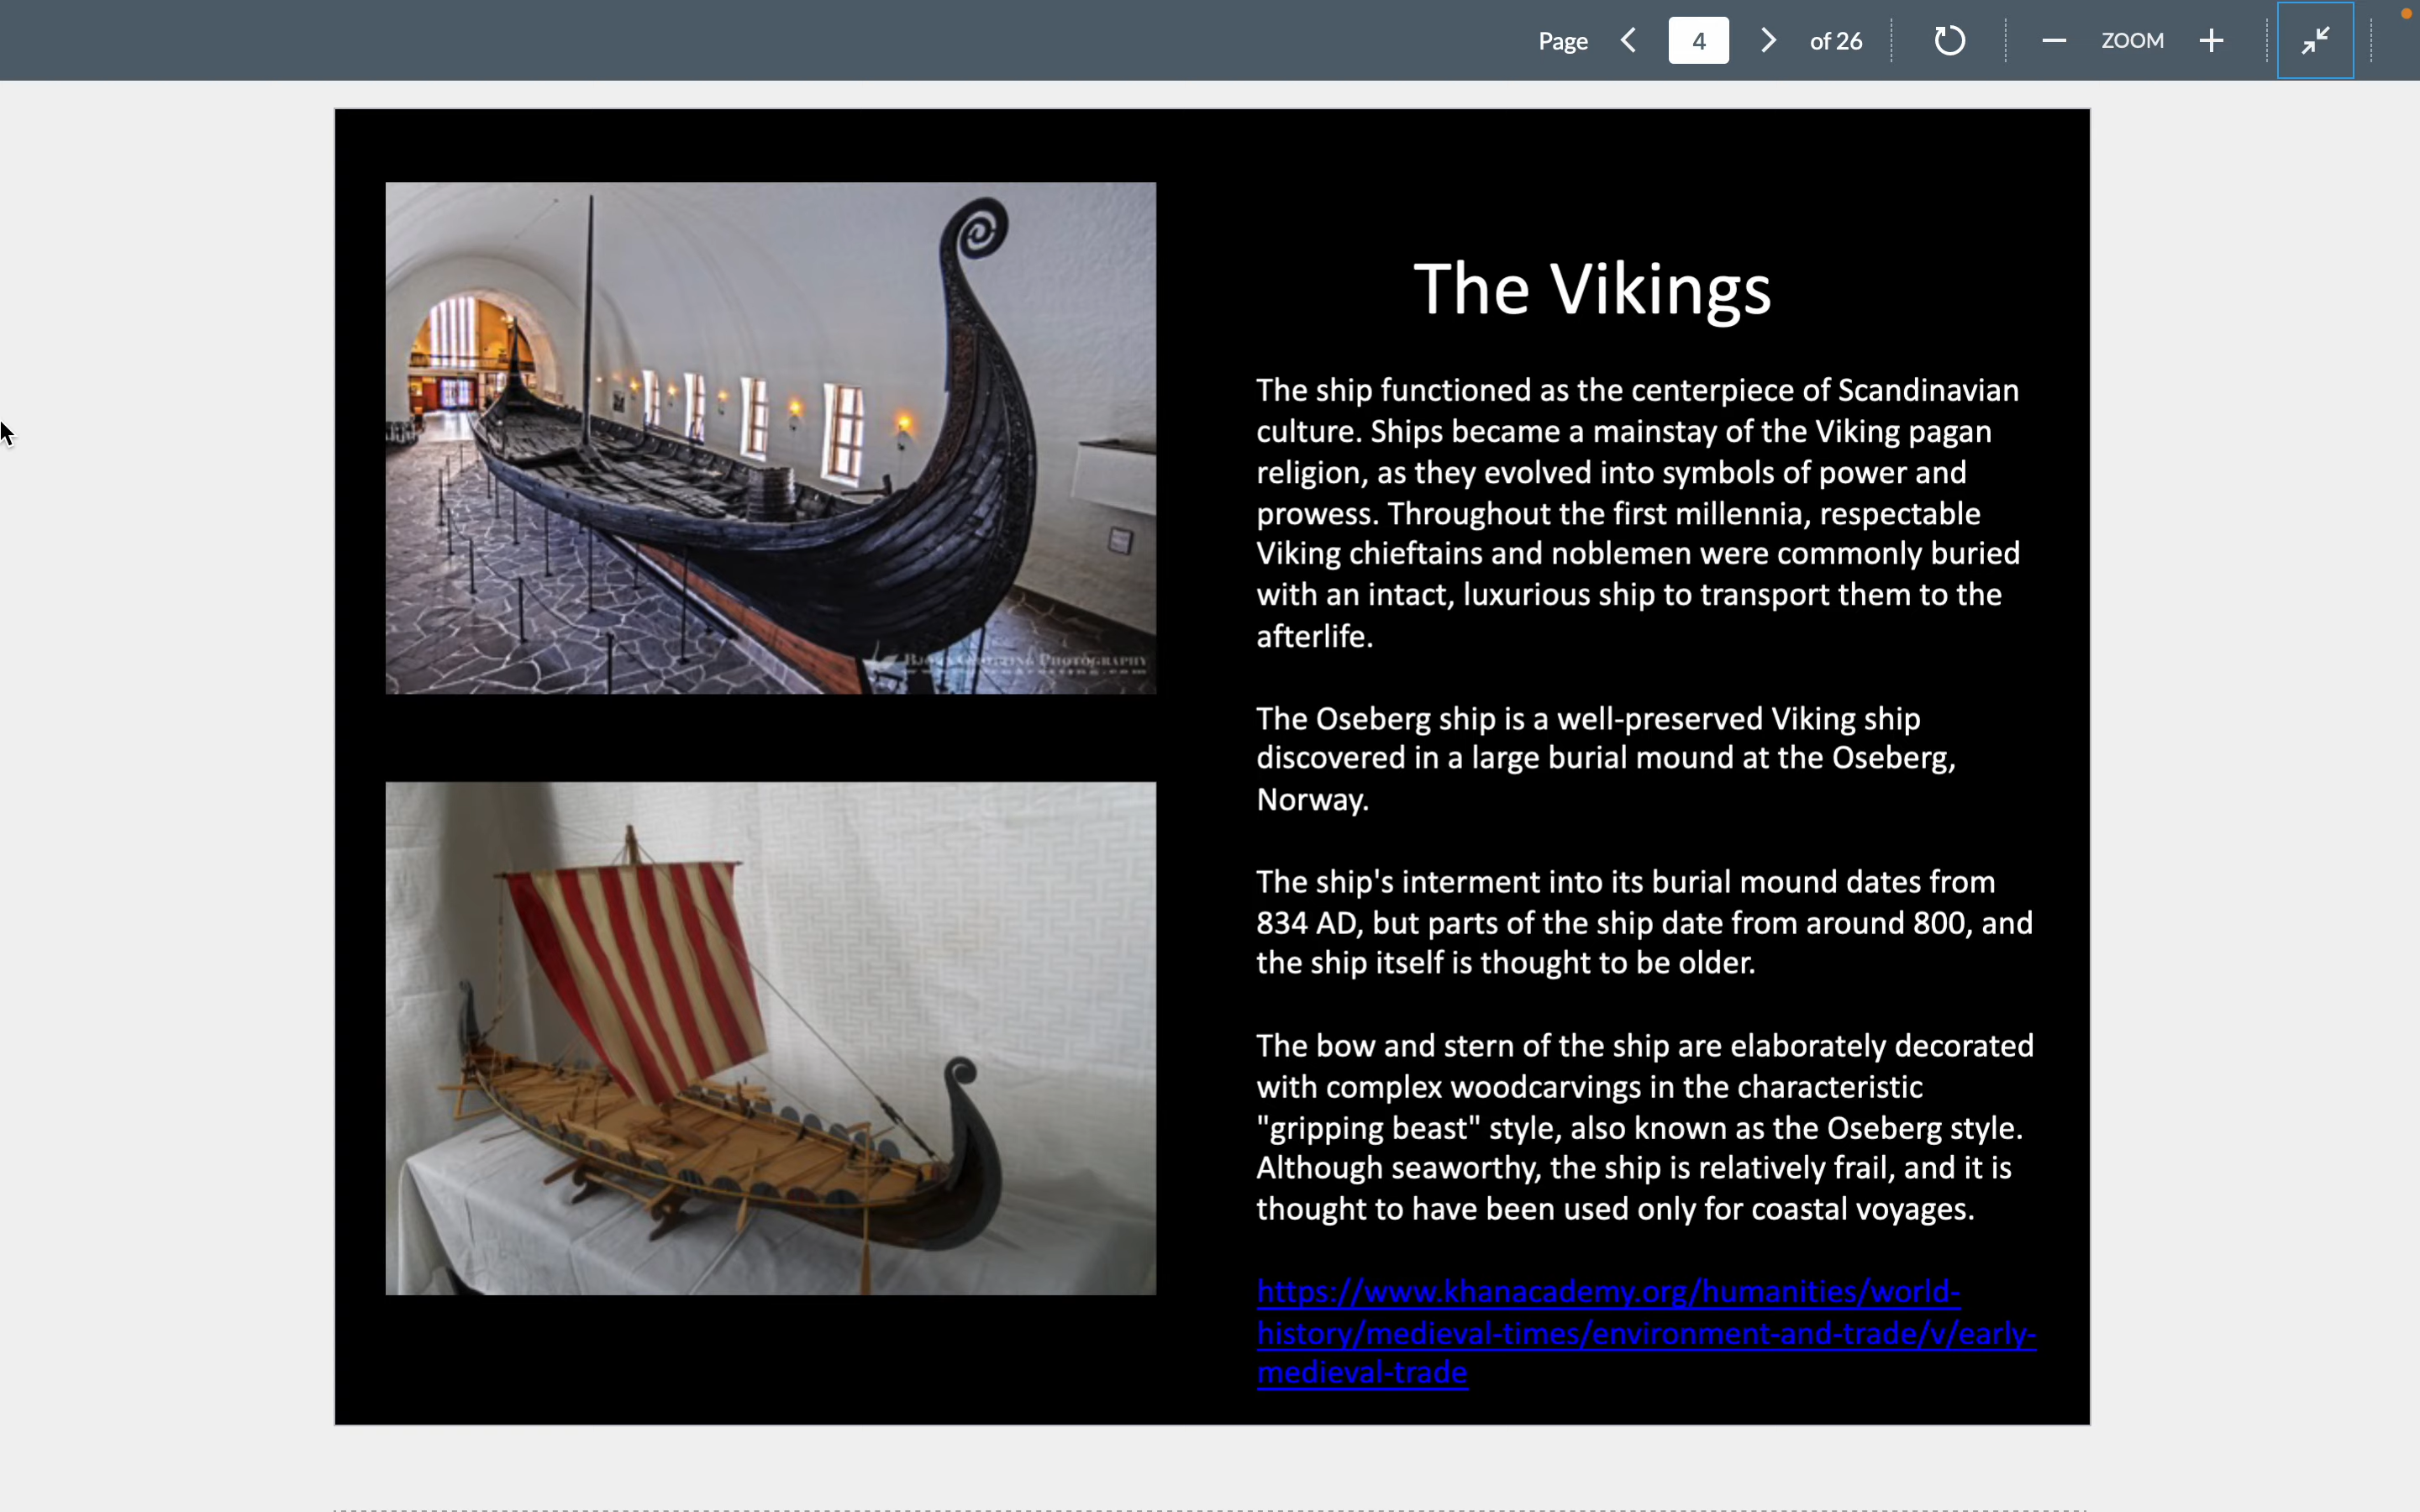 Page 4 of 26 ZOOM
The Vikings
The ship functioned as the centerpiece of Scandinavian
culture. Ships became a mainstay of the Viking pagan
religion, as they evolved into symbols of power and
prowess. Throughout the first millennia, respectable
Viking chieftains and noblemen were commonly buried
with an intact, luxurious ship to transport them to the
afterlife.
The Oseberg ship is a well-preserved Viking ship
discovered in a large burial mound at the Oseberg,
Norway.
The ship's interment into its burial mound dates from
834 AD, but parts of the ship date from around 800, and
the ship itself is thought to be older.
The bow and stern of the ship are elaborately decorated
with complex woodcarvings in the characteristic
"gripping beast" style, also known as the Oseberg style.
Although seaworthy, the ship is relatively frail, and it is
thought to have been used only for coastal voyages.
https://www.khanacademy.org/humanities/world-
history/medieval-times/environment-and-trade/v/early-
medieval-trade
Photography